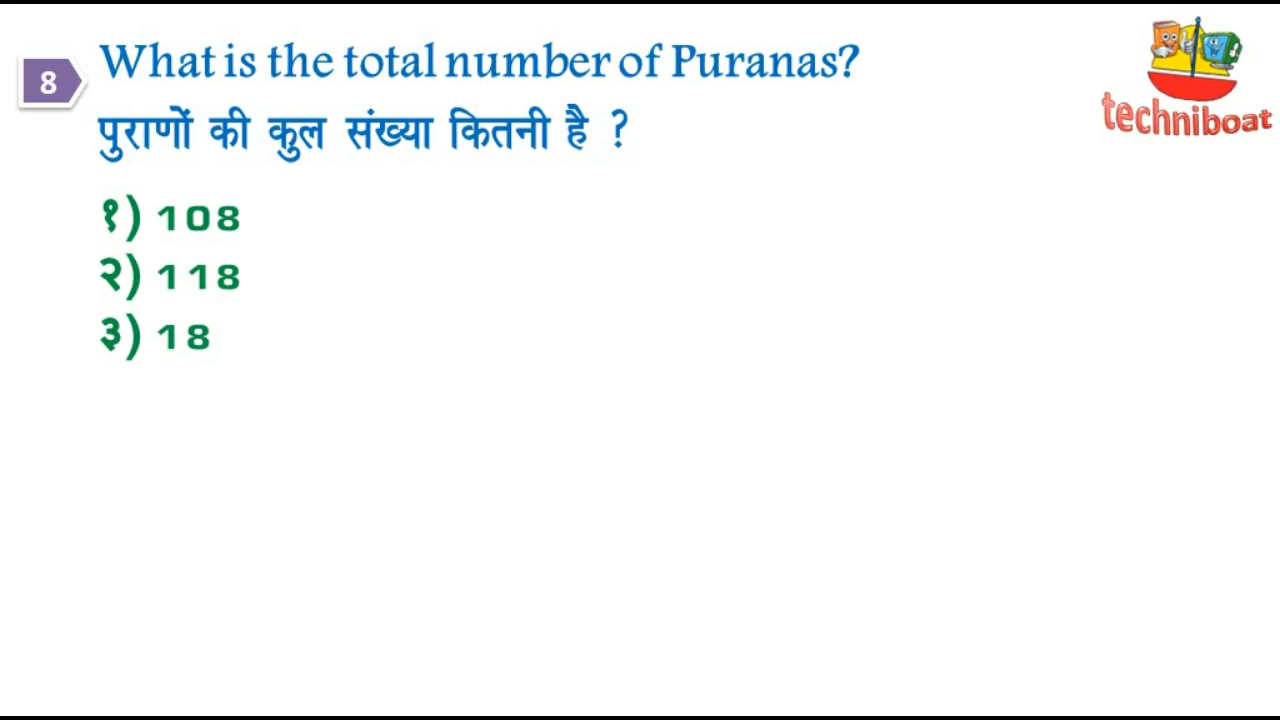 8
What is the total number of Puranas?
पुराणों की कुल संख्या कितनी है ?
१) 108
२) 118
३) 18
techniboat